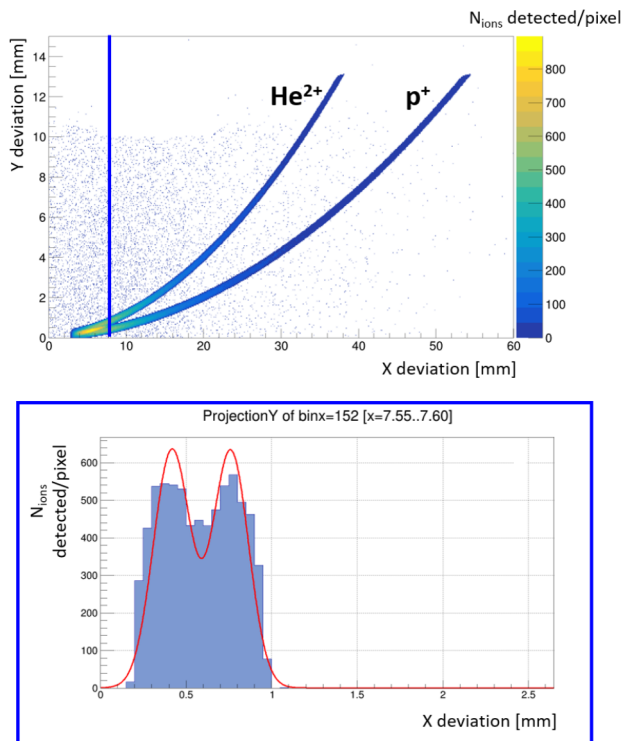 N_ions detected/pixel
Y deviation [mm]
14
12
10
8
6
4
2
0
He²⁺
p⁺
800
700
600
500
400
300
200
100
0
0 10 20 30 40 50 60
X deviation [mm]
ProjectionY of binx=152 [x=7.55..7.60]
N_ions
detected/pixel
600
500
400
300
200
100
0
0 0.5 1 1.5 2 2.5
X deviation [mm]